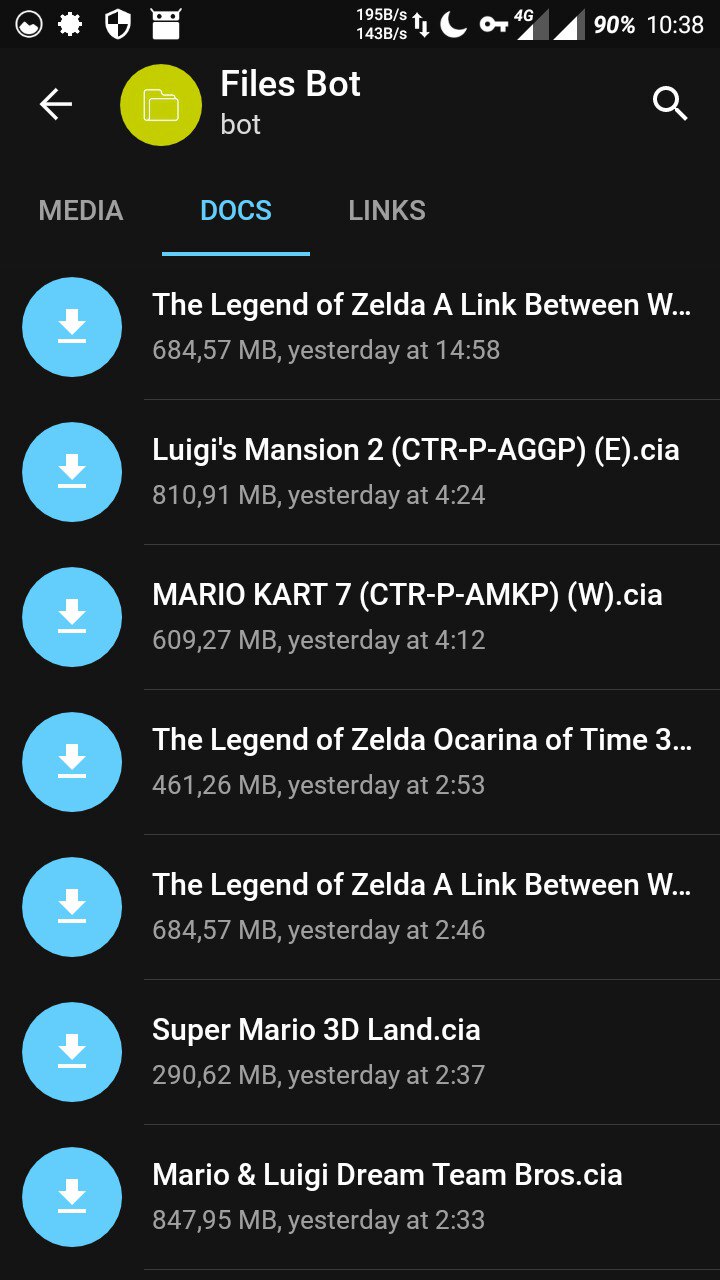 195B/s
143B/s
4G
90%
10:38
Files Bot
bot
MEDIA
DOCS
LINKS
The Legend of Zelda A Link Between W...
684,57 MB, yesterday at 14:58
Luigi's Mansion 2 (CTR-P-AGGP) (E).cia
810,91 MB, yesterday at 4:24
MARIO KART 7 (CTR-P-AMKP) (W).cia
609,27 MB, yesterday at 4:12
The Legend of Zelda Ocarina of Time 3...
461,26 MB, yesterday at 2:53
The Legend of Zelda A Link Between W...
684,57 MB, yesterday at 2:46
Super Mario 3D Land.cia
290,62 MB, yesterday at 2:37
Mario & Luigi Dream Team Bros.cia
847,95 MB, yesterday at 2:33